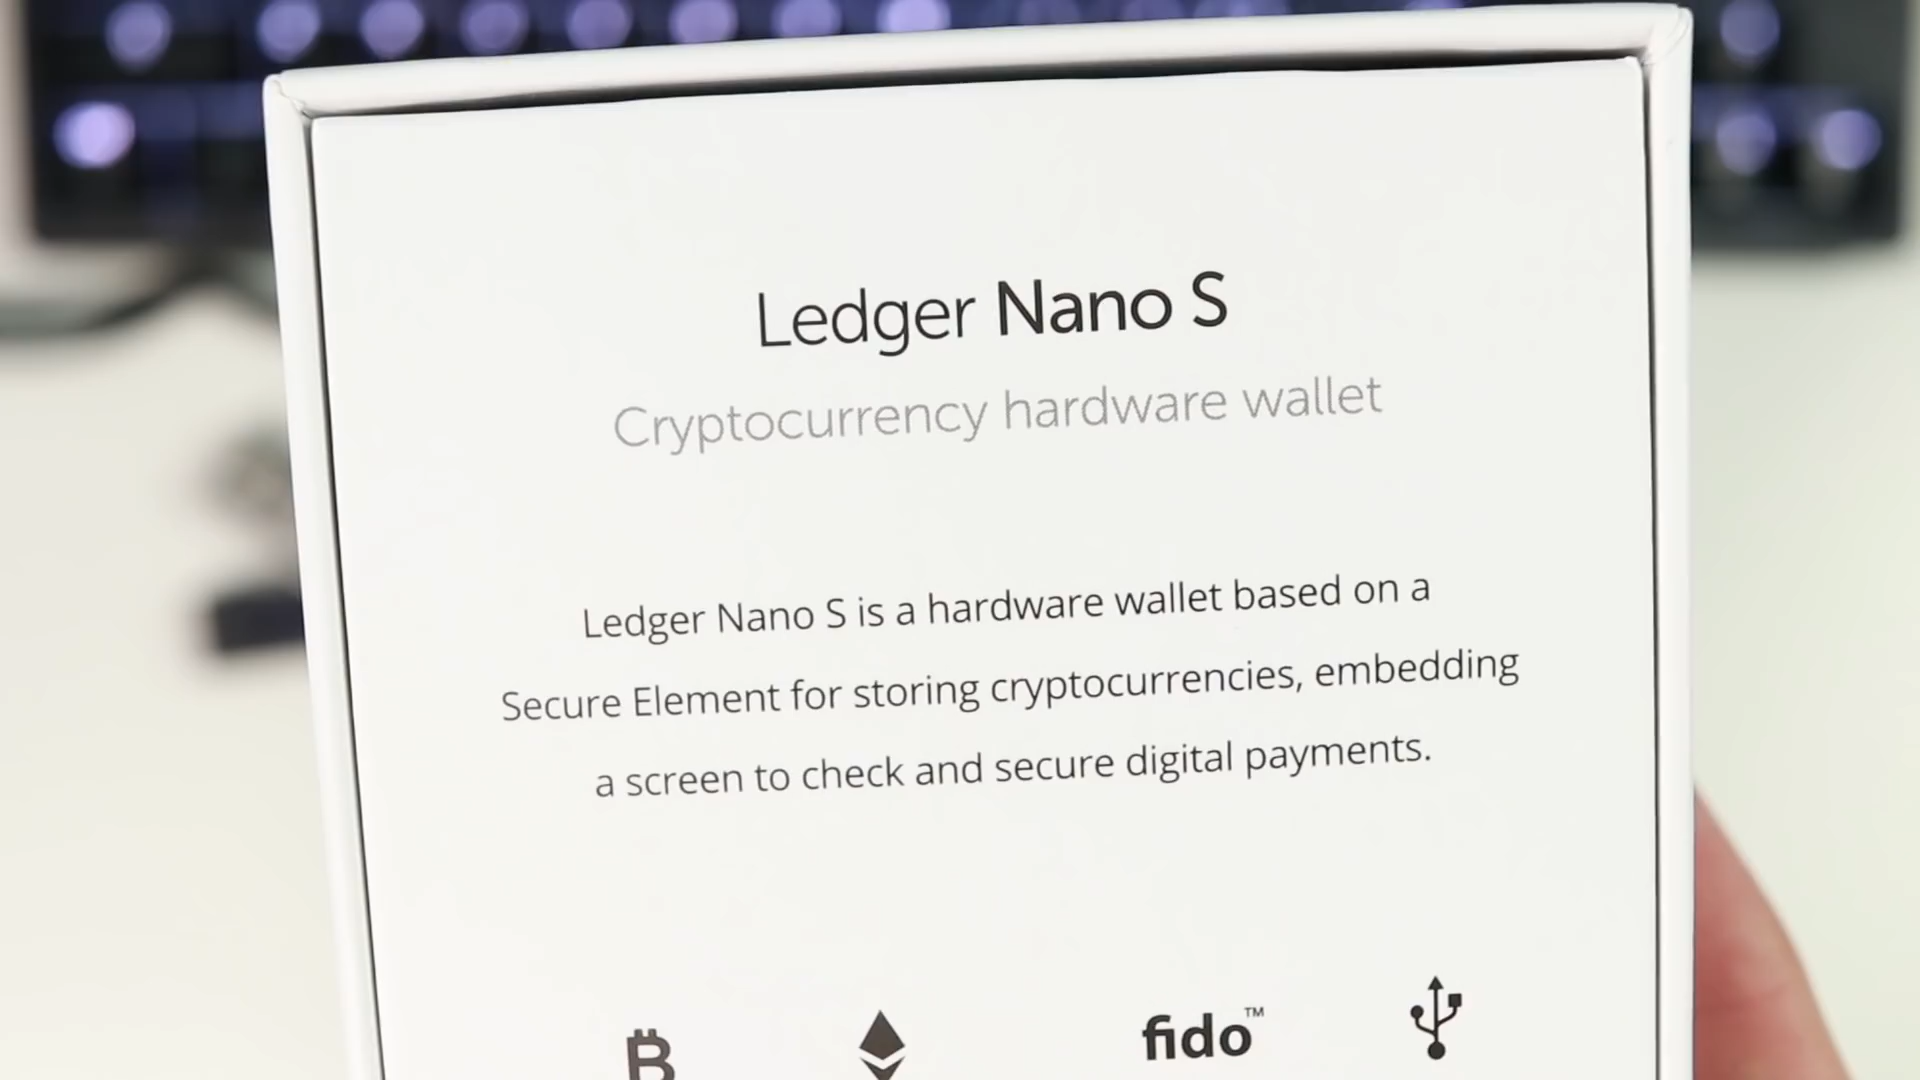 Ledger Nano S
Cryptocurrency hardware wallet
Ledger Nano S is a hardware wallet based on a
Secure Element for storing cryptocurrencies, embedding
a screen to check and secure digital payments.
fido™